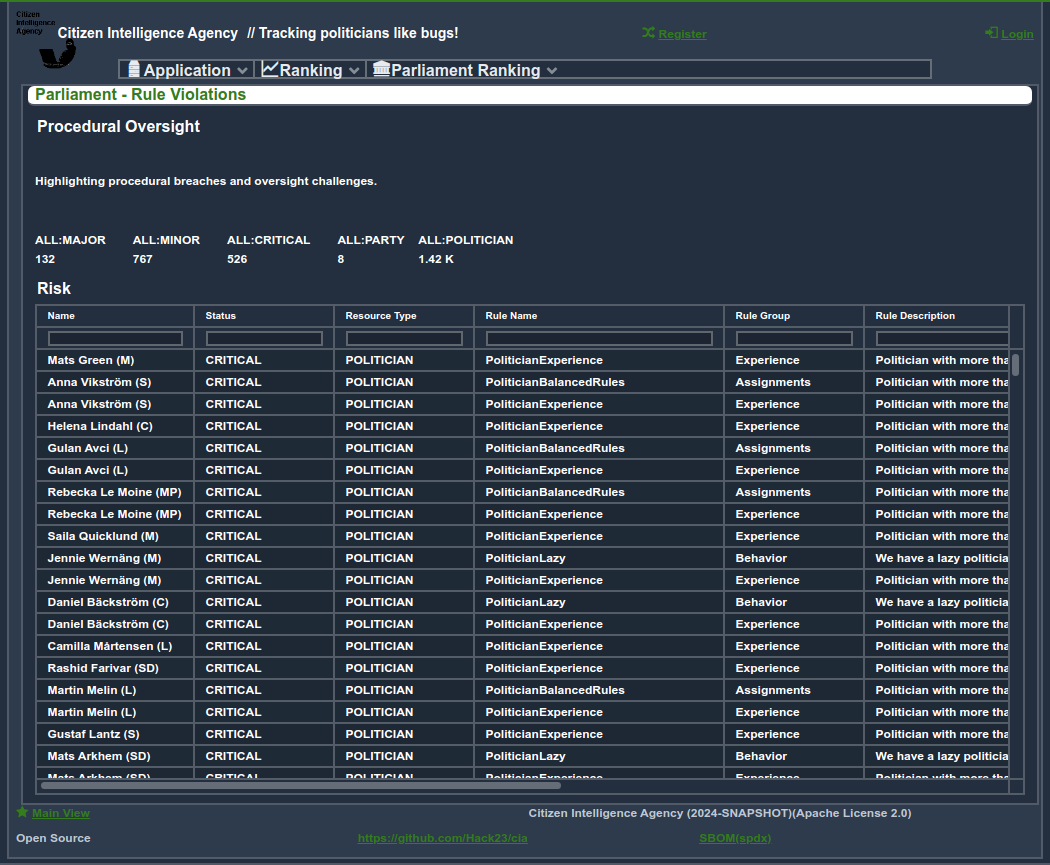 Citizen
Intelligence
Agency
Citizen Intelligence Agency // Tracking politicians like bugs!
Register
Login
Application Ranking Parliament Ranking
Parliament - Rule Violations
Procedural Oversight
Highlighting procedural breaches and oversight challenges.
ALL:MAJOR ALL:MINOR ALL:CRITICAL ALL:PARTY ALL:POLITICIAN
132 767 526 8 1.42 K
Risk
Name Status Resource Type Rule Name Rule Group Rule Description
Mats Green (M) CRITICAL POLITICIAN PoliticianExperience Experience Politician with more tha
Anna Vikström (S) CRITICAL POLITICIAN PoliticianBalancedRules Assignments Politician with more tha
Anna Vikström (S) CRITICAL POLITICIAN PoliticianExperience Experience Politician with more tha
Helena Lindahl (C) CRITICAL POLITICIAN PoliticianExperience Experience Politician with more tha
Gulan Avci (L) CRITICAL POLITICIAN PoliticianBalancedRules Assignments Politician with more tha
Gulan Avci (L) CRITICAL POLITICIAN PoliticianExperience Experience Politician with more tha
Rebecka Le Moine (MP) CRITICAL POLITICIAN PoliticianBalancedRules Assignments Politician with more tha
Rebecka Le Moine (MP) CRITICAL POLITICIAN PoliticianExperience Experience Politician with more tha
Saila Quicklund (M) CRITICAL POLITICIAN PoliticianExperience Experience Politician with more tha
Jennie Wernäng (M) CRITICAL POLITICIAN PoliticianLazy Behavior We have a lazy politicia
Jennie Wernäng (M) CRITICAL POLITICIAN PoliticianExperience Experience Politician with more tha
Daniel Bäckström (C) CRITICAL POLITICIAN PoliticianLazy Behavior We have a lazy politicia
Daniel Bäckström (C) CRITICAL POLITICIAN PoliticianExperience Experience Politician with more tha
Camilla Mårtensen (L) CRITICAL POLITICIAN PoliticianExperience Experience Politician with more tha
Rashid Farivar (SD) CRITICAL POLITICIAN PoliticianExperience Experience Politician with more tha
Martin Melin (L) CRITICAL POLITICIAN PoliticianBalancedRules Assignments Politician with more tha
Martin Melin (L) CRITICAL POLITICIAN PoliticianExperience Experience Politician with more tha
Gustaf Lantz (S) CRITICAL POLITICIAN PoliticianExperience Experience Politician with more tha
Mats Arkhem (SD) CRITICAL POLITICIAN PoliticianLazy Behavior We have a lazy politicia
Mats Arkhem (SD) CRITICAL POLITICIAN PoliticianExperience Experience Politician with more tha
Main View
Citizen Intelligence Agency (2024-SNAPSHOT)(Apache License 2.0)
Open Source
https://github.com/Hack23/cia
SBOM(spdx)